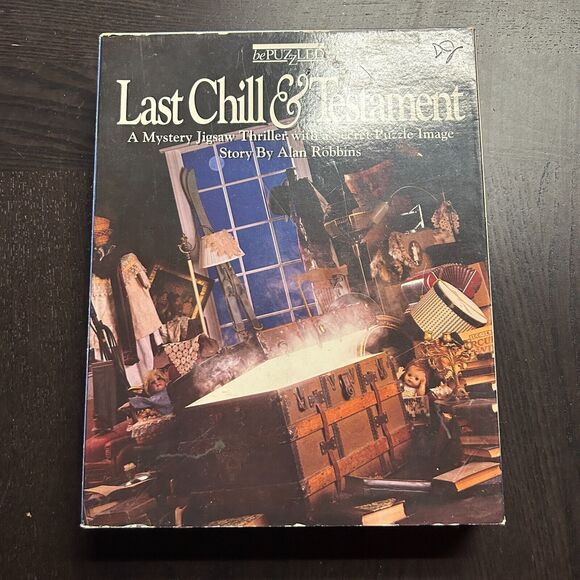 bePUZZLED
Last Chill & Testament
A Mystery Jigsaw Thriller with a Secret Puzzle Image
Story By Alan Robbins